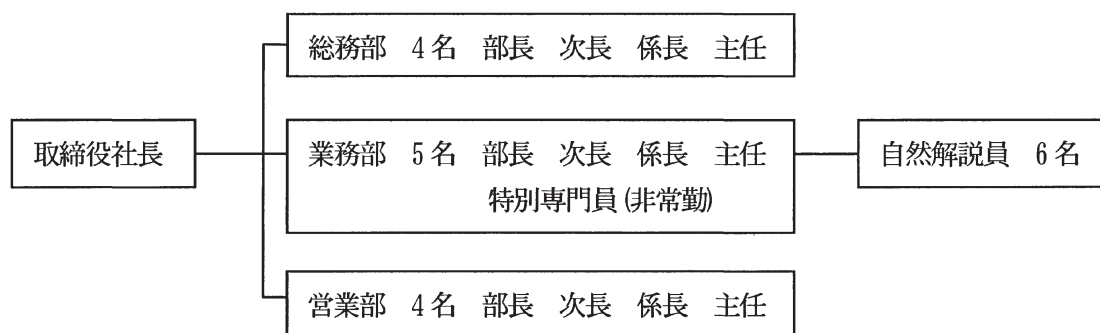 総務部 4名 部長 次長 係長 主任
取締役社長
業務部 5名 部長 次長 係長 主任
特別専門員(非常勤)
自然解説員 6名
営業部 4名 部長 次長 係長 主任